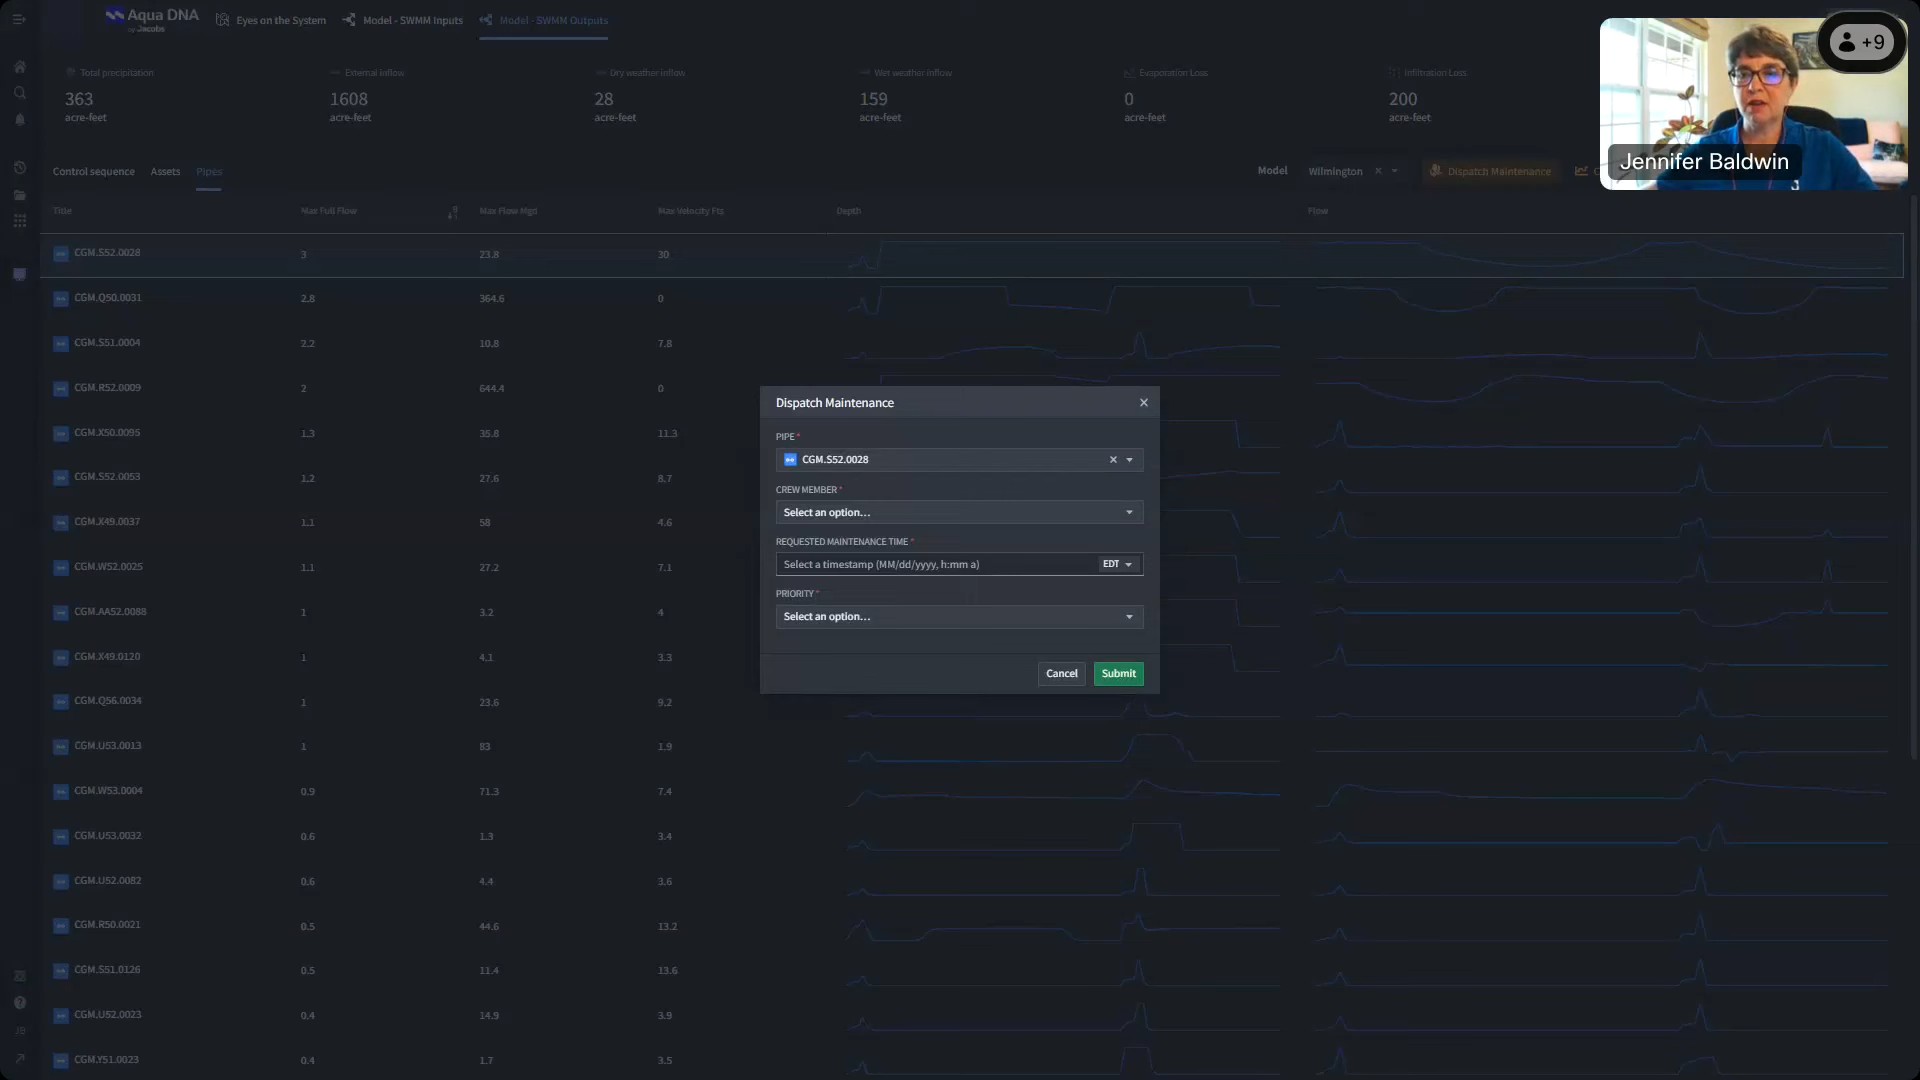 Aqua DNA
by Jacobs
Eyes on the System
Model - SWMM Inputs
Model - SWMM Outputs
+9
Jennifer Baldwin
Total precipitation
363
acre-feet
External Inflow
1608
acre-feet
Dry weather inflow
28
acre-feet
Wet weather inflow
159
acre-feet
Evaporation Loss
0
acre-feet
Infiltration Loss
200
acre-feet
Control sequence
Assets
Pipes
Model
Wilmington
Dispatch Maintenance
Title Max Full Flow Max Flow Mgd Max Velocity Fts Depth Flow
CGM.S52.0028 3 23.8 30
CGM.Q50.0031 2.8 364.6 0
CGM.S51.0004 2.2 10.8 7.8
CGM.R52.0009 2 644.4 0
CGM.X50.0095 1.3 35.8 11.3
CGM.S52.0053 1.2 27.6 8.7
CGM.X49.0037 1.1 58 4.6
CGM.W52.0025 1.1 27.2 7.1
CGM.AA52.0088 1 3.2 4
CGM.X49.0120 1 4.1 3.3
CGM.Q56.0034 1 23.6 9.2
CGM.U53.0013 1 83 1.9
CGM.W53.0004 0.9 71.3 7.4
CGM.U53.0032 0.6 1.3 3.4
CGM.U52.0082 0.6 4.4 3.6
CGM.R50.0021 0.5 44.6 13.2
CGM.S51.0126 0.5 11.4 13.6
CGM.U52.0023 0.4 14.9 3.9
CGM.Y51.0023 0.4 1.7 3.5
Dispatch Maintenance
PIPE *
CGM.S52.0028
CREW MEMBER *
Select an option...
REQUESTED MAINTENANCE TIME *
Select a timestamp (MM/dd/yyyy, h:mm a)
EDT
PRIORITY *
Select an option...
Cancel
Submit